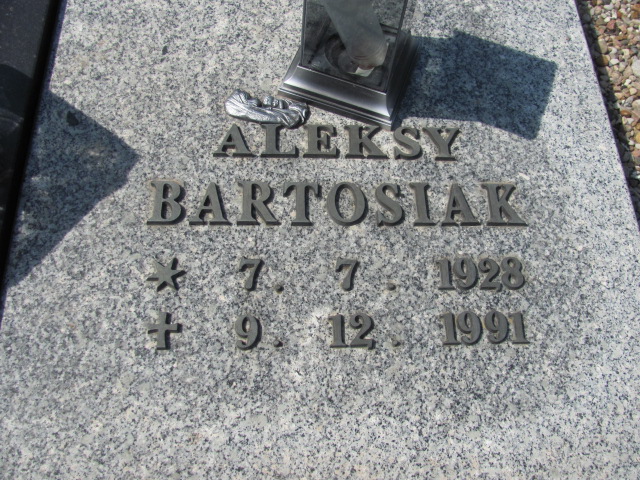 ALEKSY
BARTOSIAK
* 7. 7. 1928
✝ 9. 12. 1991